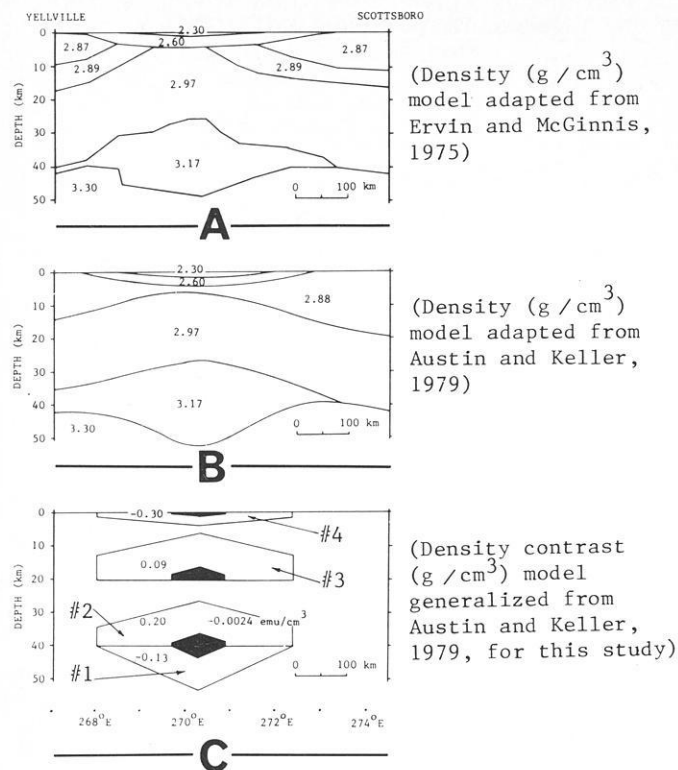 YELLVILLE SCOTTSBORO
DEPTH (km)
0
10
20
30
40
50
2.30
2.60
2.87
2.87
2.89
2.89
2.97
3.17
3.30
0 100 km
A
(Density (g / cm3)
model adapted from
Ervin and McGinnis,
1975)
DEPTH (km)
0
10
20
30
40
50
2.30
2.60
2.88
2.97
3.17
3.30
0 100 km
B
(Density (g / cm3)
model adapted from
Austin and Keller,
1979)
DEPTH (km)
0
10
20
30
40
50
-0.30
#4
0.09
#3
#2
0.20 -0.0024 emu/cm3
-0.13
#1
0 100 km
268°E 270°E 272°E 274°E
C
(Density contrast
(g / cm3) model
generalized from
Austin and Keller,
1979, for this study)